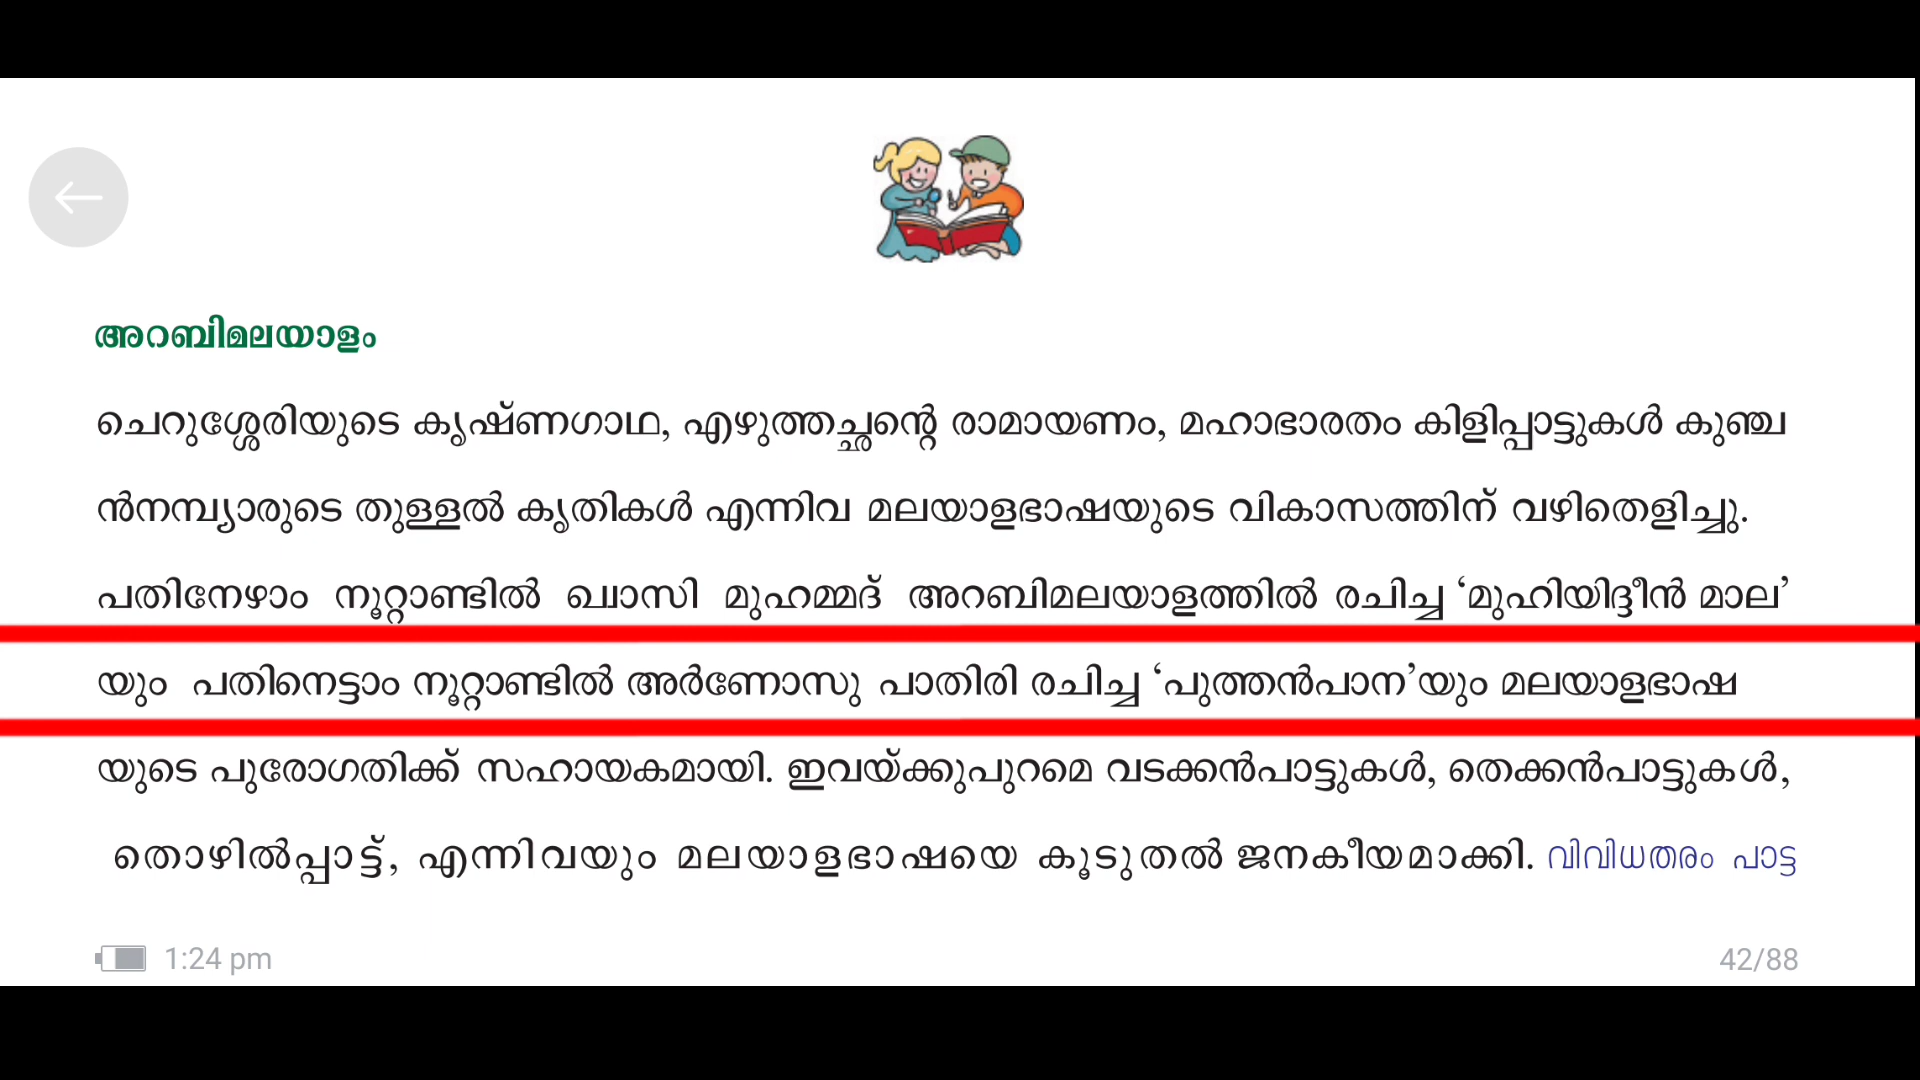 അറബിമലയാളം
ചെറുശ്ശേരിയുടെ കൃഷ്ണഗാഥ, എഴുത്തച്ഛന്റെ രാമായണം, മഹാഭാരതം കിളിപ്പാട്ടുകൾ കുഞ്ച
ൻനമ്പ്യാരുടെ തുള്ളൽ കൃതികൾ എന്നിവ മലയാളഭാഷയുടെ വികാസത്തിന് വഴിതെളിച്ചു.
പതിനേഴാം നൂറ്റാണ്ടിൽ ഖ്വാസി മുഹമ്മദ് അറബിമലയാളത്തിൽ രചിച്ച ‘മുഹിയിദ്ദീൻ മാല’
യും പതിനെട്ടാം നൂറ്റാണ്ടിൽ അർണോസു പാതിരി രചിച്ച ‘പുത്തൻപാന’യും മലയാളഭാഷ
യുടെ പുരോഗതിക്ക് സഹായകമായി. ഇവയ്ക്കുപുറമെ വടക്കൻപാട്ടുകൾ, തെക്കൻപാട്ടുകൾ,
തൊഴിൽപ്പാട്ട്, എന്നിവയും മലയാളഭാഷയെ കൂടുതൽ ജനകീയമാക്കി. വിവിധതരം പാട്ട
1:24 pm
42/88